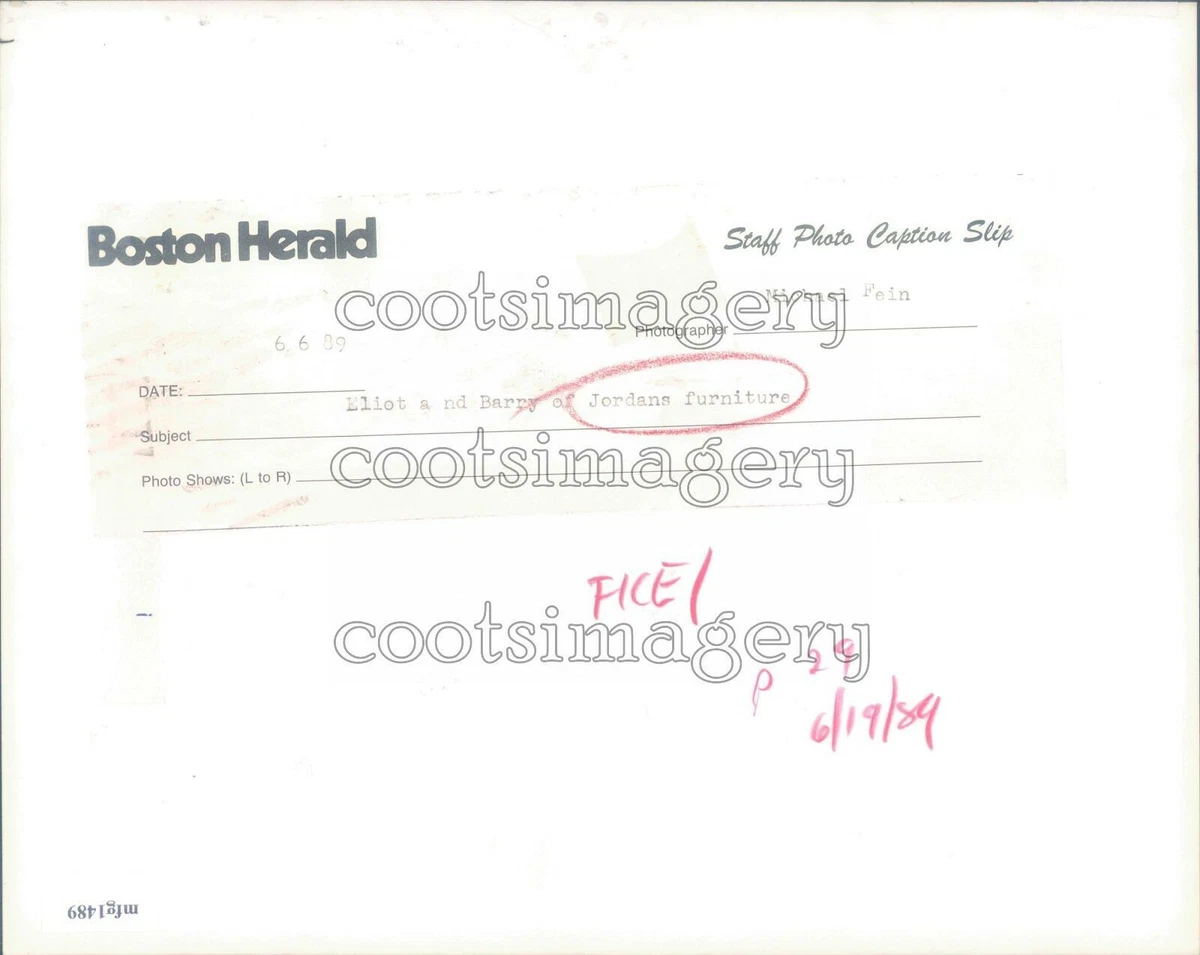 Boston Herald
Staff Photo Caption Slip
cootsimagery
Michael Fein
Photographer
6 6 89
DATE:
Eliot a nd Barry of Jordans furniture
Subject
cootsimagery
Photo Shows: (L to R)
FICE/
cootsimagery
p 29
6/19/89
mfg1489